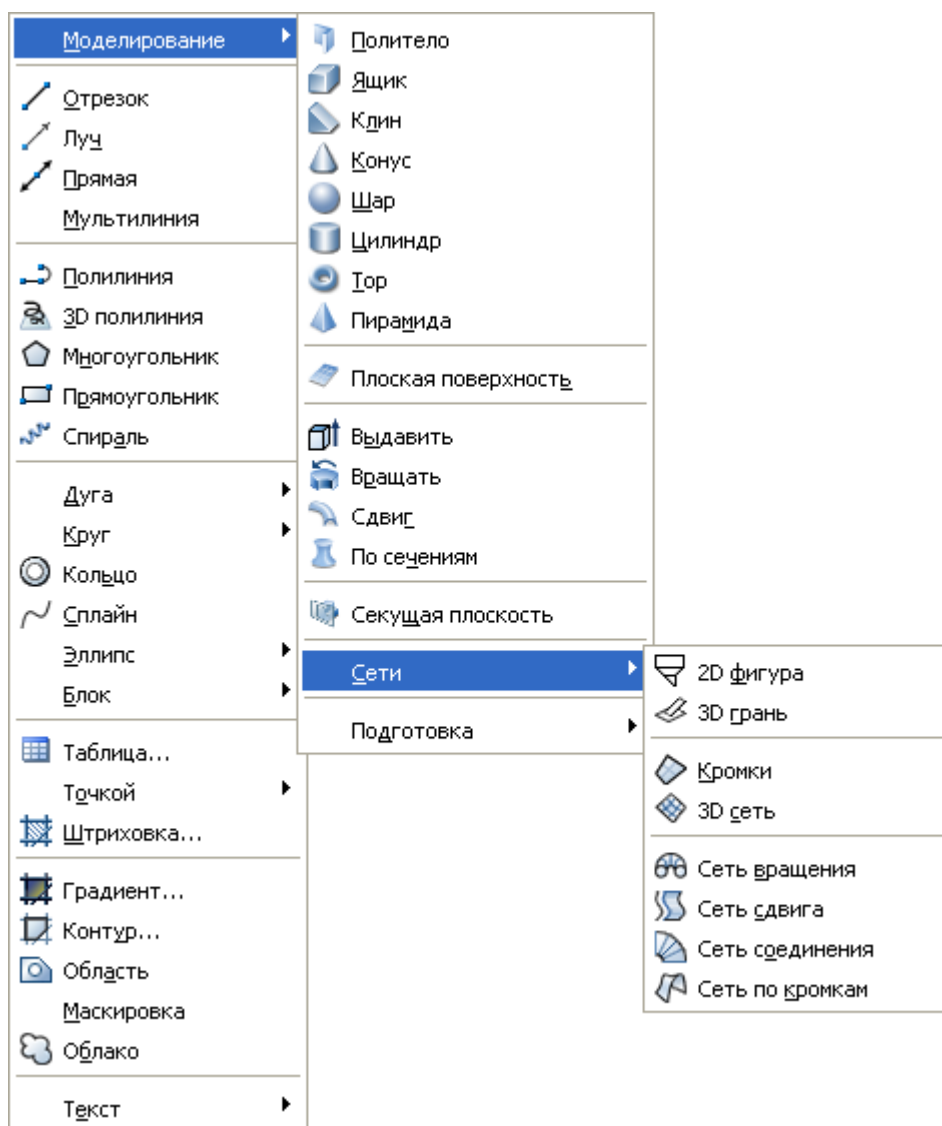 Моделирование
Отрезок
Луч
Прямая
Мультилиния
Полилиния
3D полилиния
Многоугольник
Прямоугольник
Спираль
Дуга
Круг
Кольцо
Сплайн
Эллипс
Блок
Таблица...
Точкой
Штриховка...
Градиент...
Контур...
Область
Маскировка
Облако
Текст
Политело
Ящик
Клин
Конус
Шар
Цилиндр
Тор
Пирамида
Плоская поверхность
Выдавить
Вращать
Сдвиг
По сечениям
Секущая плоскость
Сети
Подготовка
2D фигура
3D грань
Кромки
3D сеть
Сеть вращения
Сеть сдвига
Сеть соединения
Сеть по кромкам